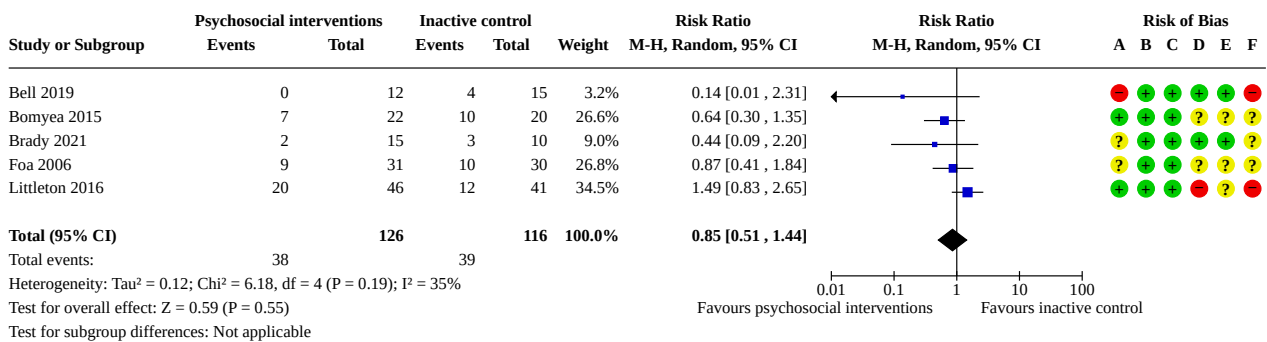 Psychosocial interventions Inactive control Risk Ratio Risk Ratio Risk of Bias
Study or Subgroup Events Total Events Total Weight M-H, Random, 95% CI M-H, Random, 95% CI A B C D E F
Bell 2019 0 12 4 15 3.2% 0.14 [0.01 , 2.31] − + + + + −
Bomyea 2015 7 22 10 20 26.6% 0.64 [0.30 , 1.35] + + + ? ? ?
Brady 2021 2 15 3 10 9.0% 0.44 [0.09 , 2.20] ? + + + + ?
Foa 2006 9 31 10 30 26.8% 0.87 [0.41 , 1.84] ? + + ? ? ?
Littleton 2016 20 46 12 41 34.5% 1.49 [0.83 , 2.65] + + + − ? −
Total (95% CI) 126 116 100.0% 0.85 [0.51 , 1.44]
Total events: 38 39
Heterogeneity: Tau² = 0.12; Chi² = 6.18, df = 4 (P = 0.19); I² = 35%
0.01 0.1 1 10 100
Test for overall effect: Z = 0.59 (P = 0.55)
Favours psychosocial interventions Favours inactive control
Test for subgroup differences: Not applicable